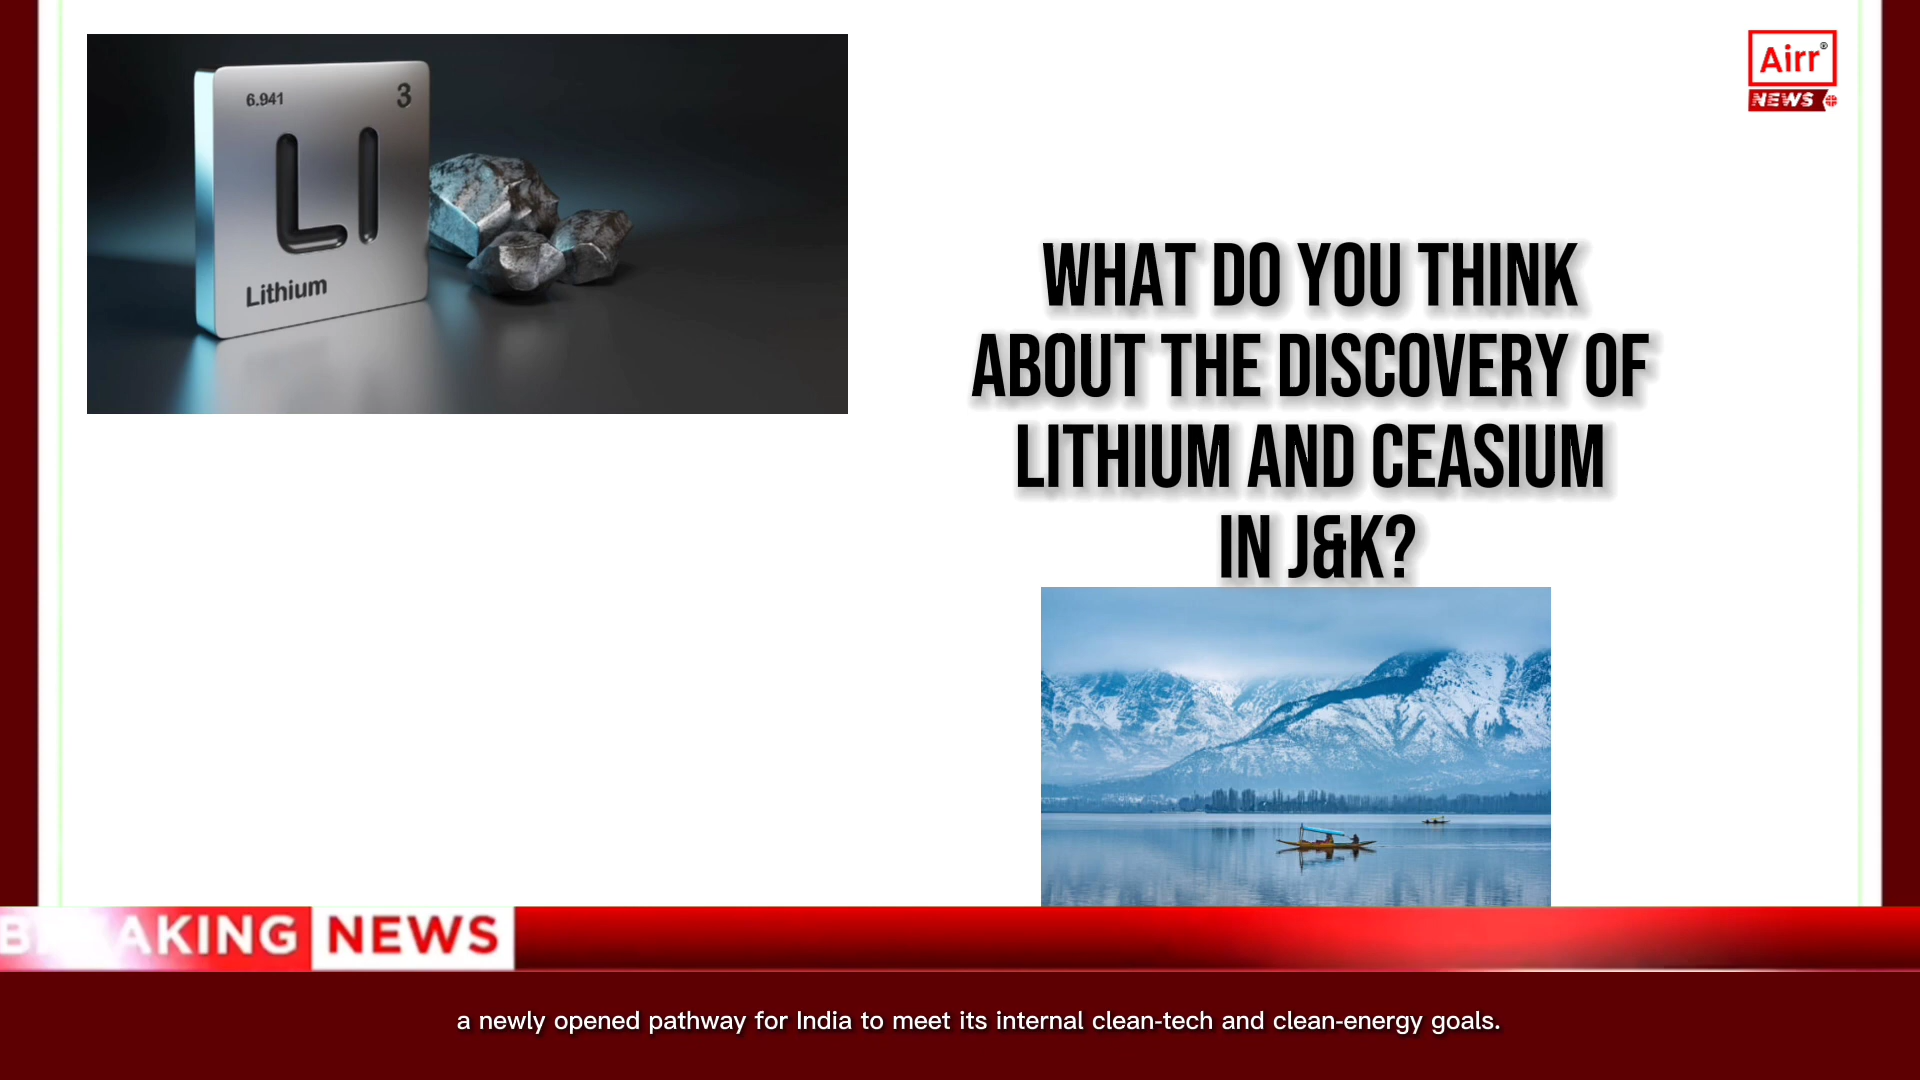 6.941
3
LI
Lithium
Airr®
NEWS
WHAT DO YOU THINK
ABOUT THE DISCOVERY OF
LITHIUM AND CEASIUM
IN J&K?
BREAKING NEWS
a newly opened pathway for India to meet its internal clean-tech and clean-energy goals.